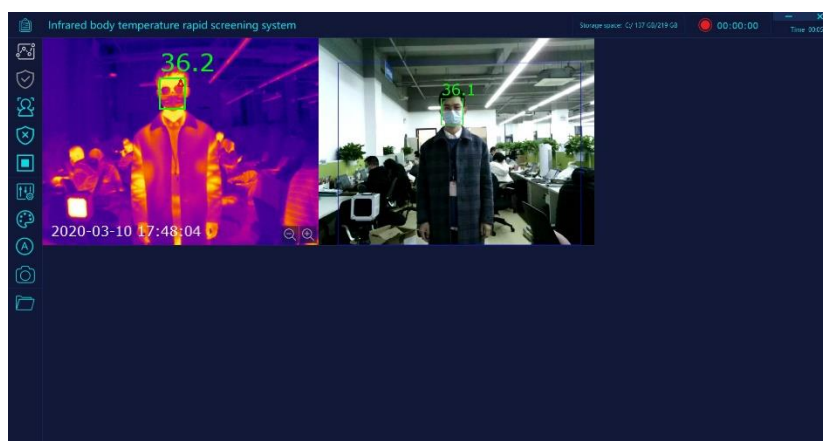 Infrared body temperature rapid screening system
Storage space: C/ 137 GB/219 GB
00:00:00
36.2
36.1
2020-03-10 17:48:04
A